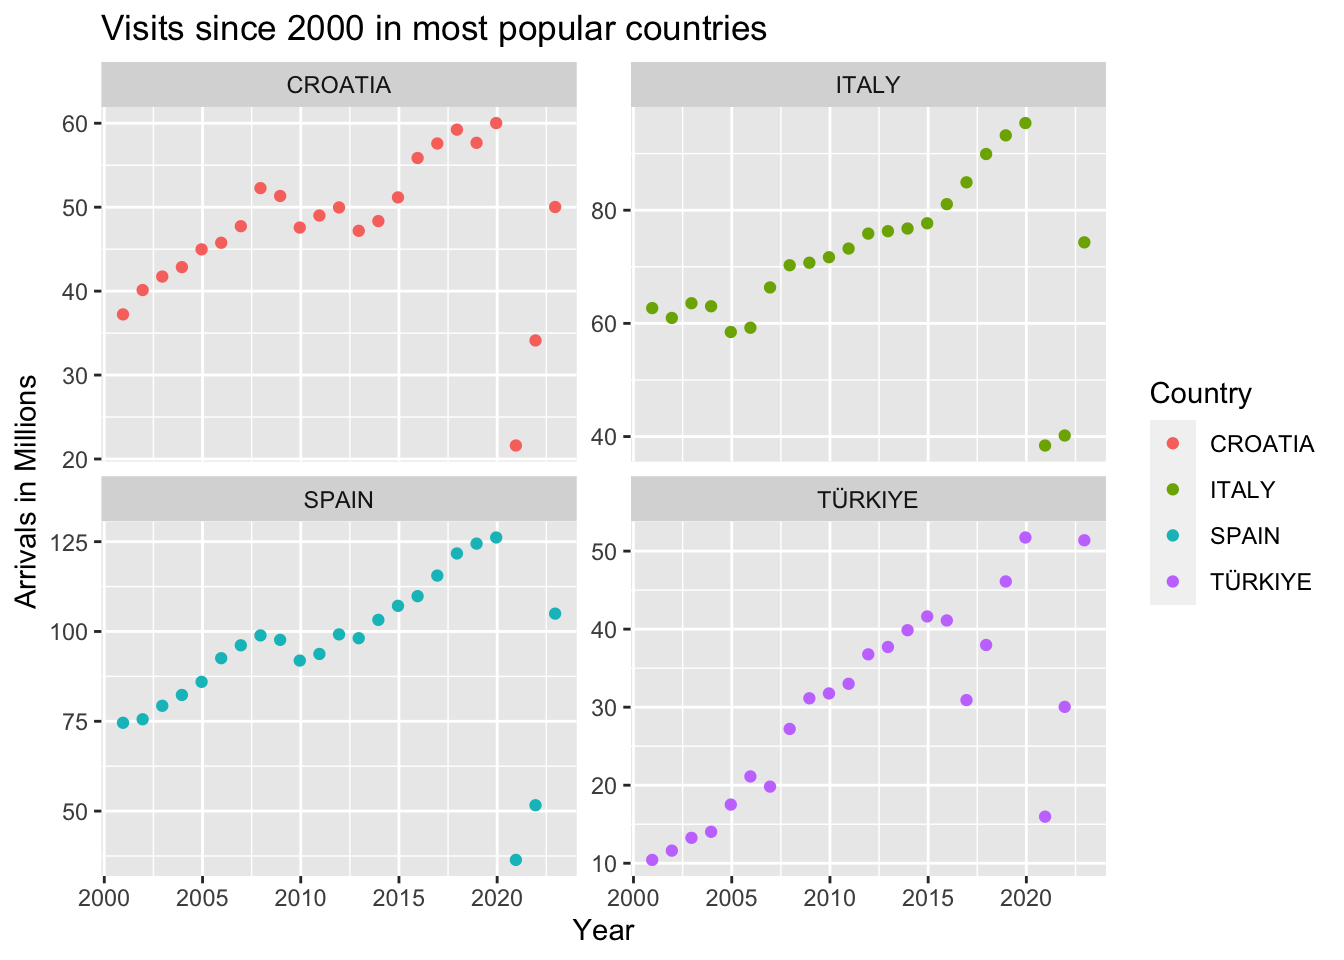 Visits since 2000 in most popular countries
CROATIA
ITALY
60
50
40
30
20
80
60
40
SPAIN
TÜRKIYE
125
100
75
50
50
40
30
20
10
2000 2005 2010 2015 2020
2000 2005 2010 2015 2020
Year
Arrivals in Millions
Country
CROATIA
ITALY
SPAIN
TÜRKIYE